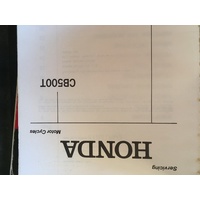 Servicing
HONDA
Motor Cycles
CB500T